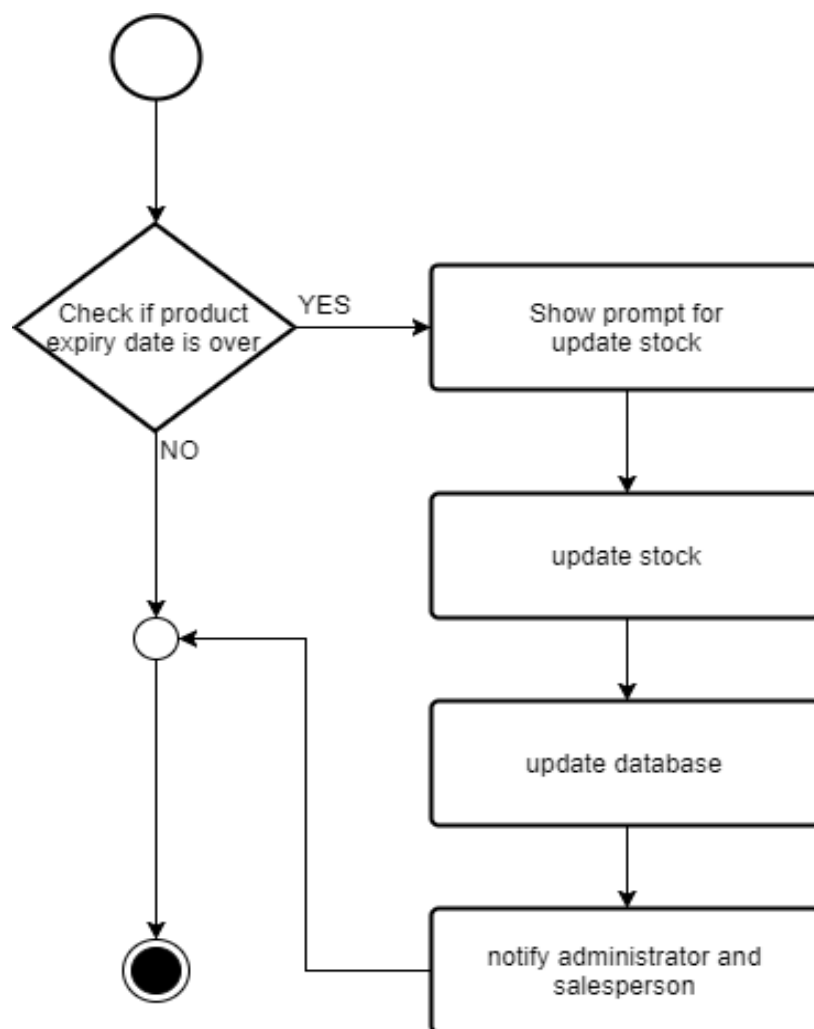 Check if product
expiry date is over
YES
NO
Show prompt for
update stock
update stock
update database
notify administrator and
salesperson